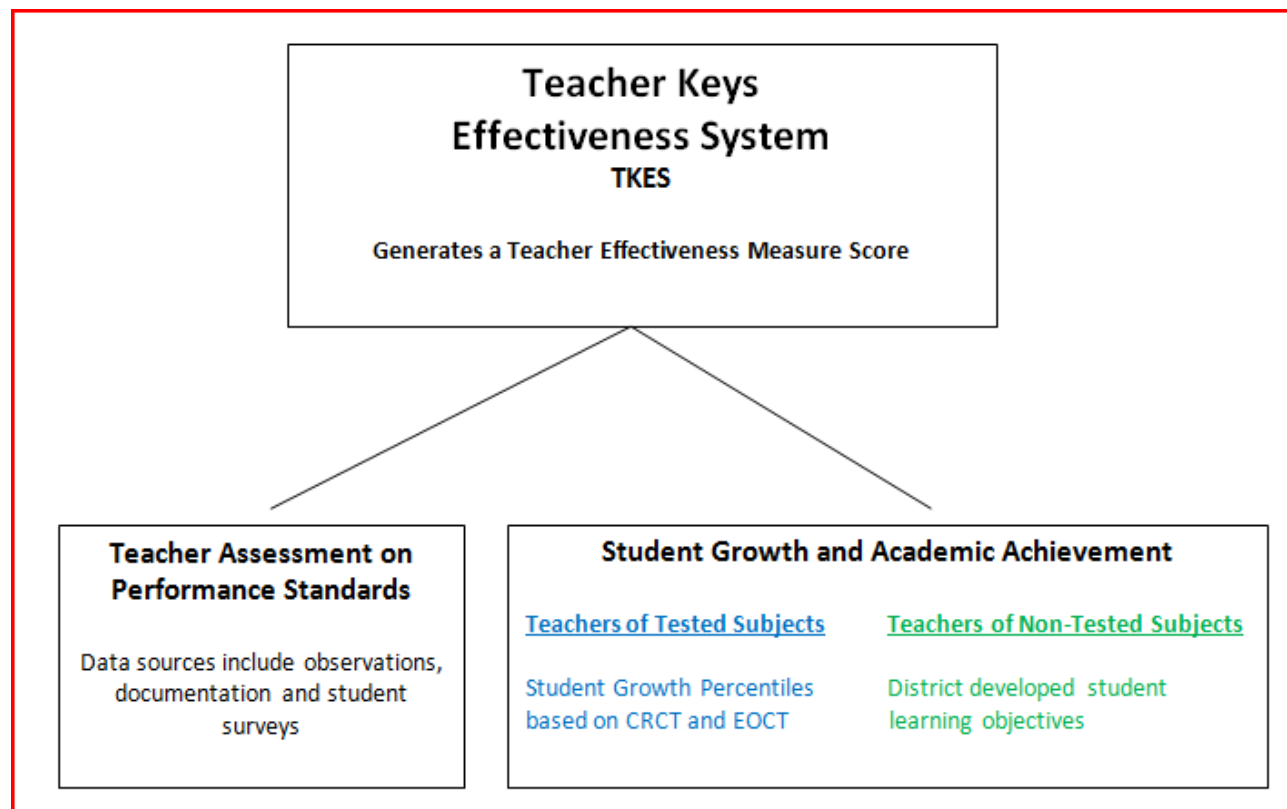 Teacher Keys
Effectiveness System
TKES
Generates a Teacher Effectiveness Measure Score
Teacher Assessment on
Performance Standards
Data sources include observations,
documentation and student
surveys
Student Growth and Academic Achievement
Teachers of Tested Subjects
Student Growth Percentiles
based on CRCT and EOCT
Teachers of Non-Tested Subjects
District developed student
learning objectives